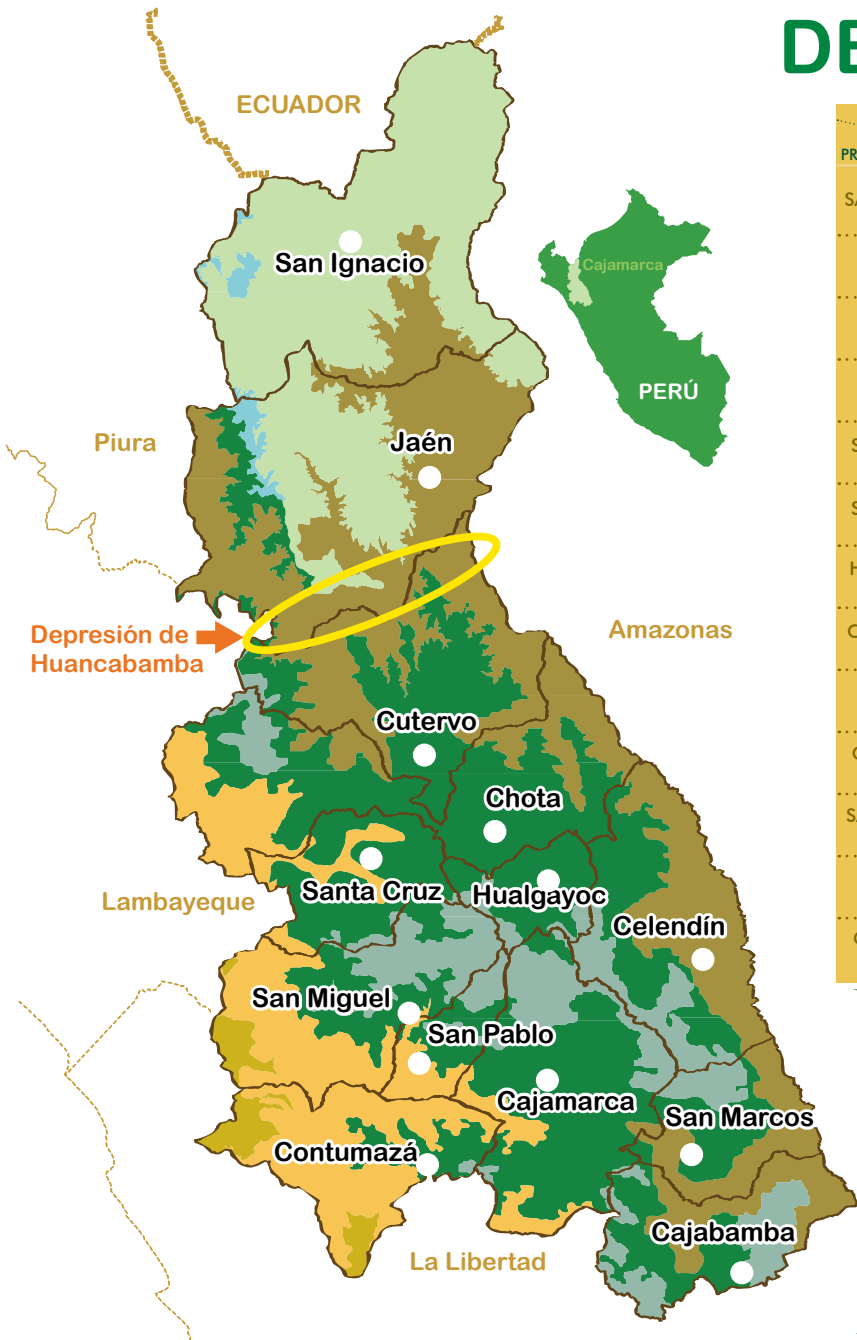 DE
ECUADOR
PR
San Ignacio
Cajamarca
PERÚ
Piura
Jaén
Depresión de
Huancabamba
Amazonas
Cutervo
Chota
Santa Cruz
Hualgayoc
Lambayeque
Celendín
San Miguel
San Pablo
Cajamarca
San Marcos
Contumazá
Cajabamba
La Libertad